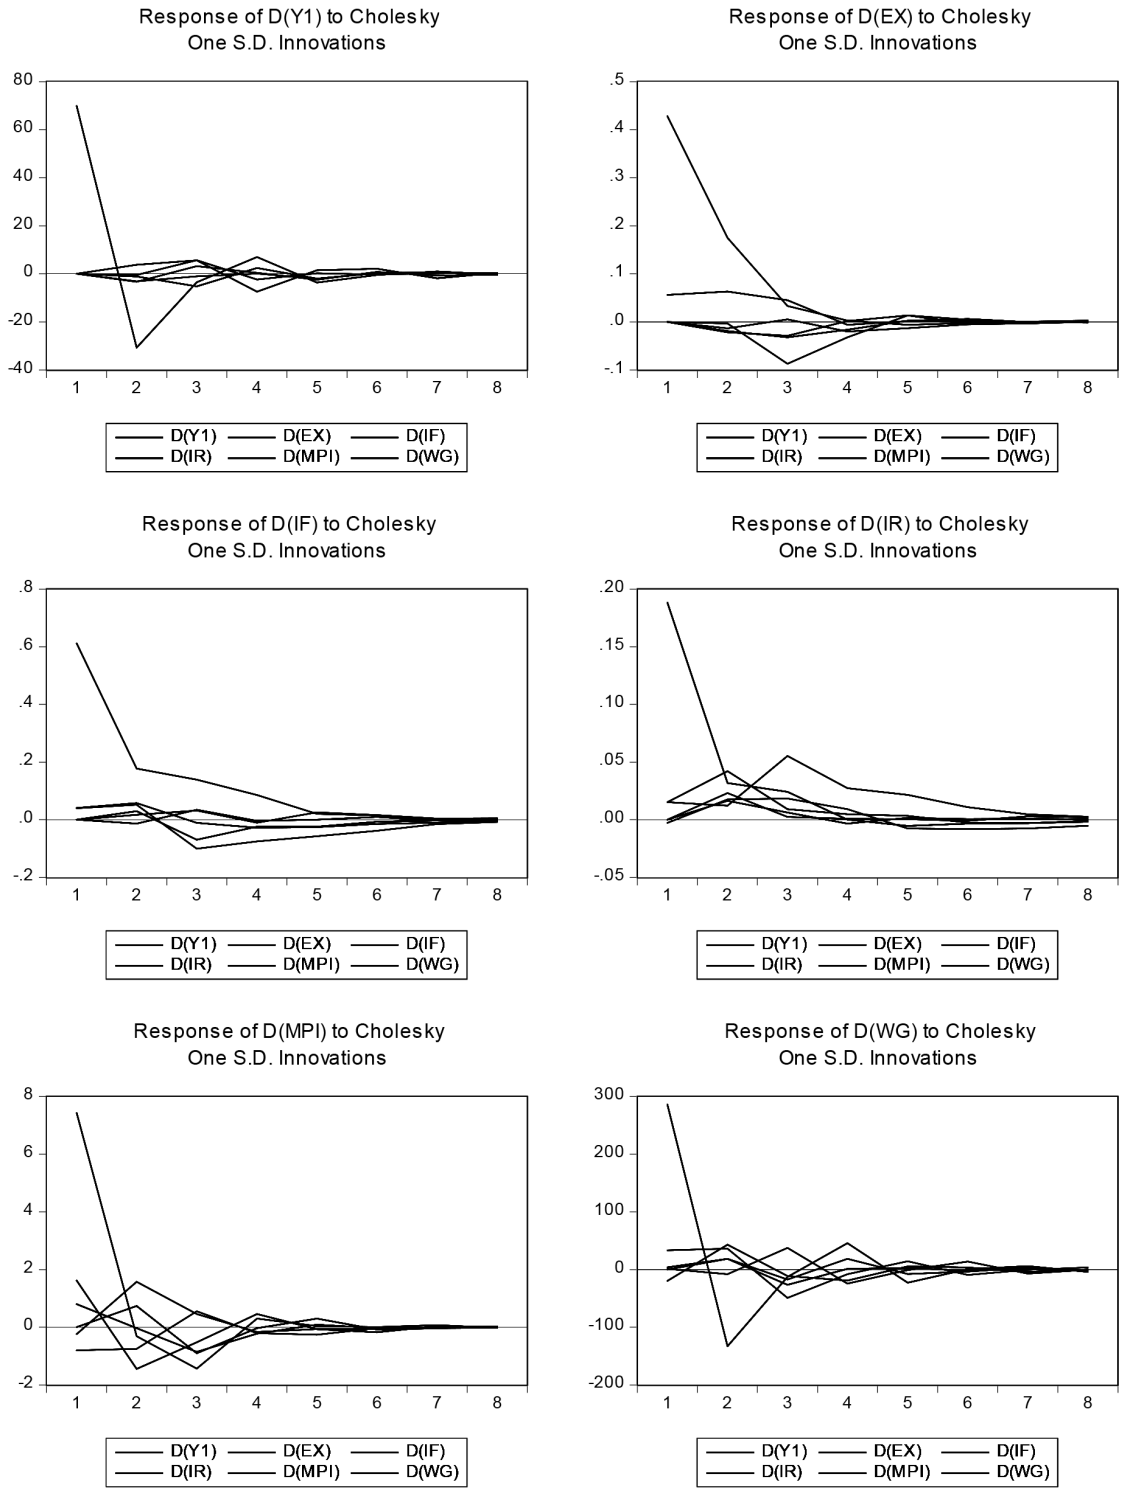 Response of D(Y1) to Cholesky
One S.D. Innovations
80
60
40
20
0
-20
-40
1 2 3 4 5 6 7 8
D(Y1) D(EX) D(IF)
D(IR) D(MPI) D(WG)
Response of D(EX) to Cholesky
One S.D. Innovations
.5
.4
.3
.2
.1
.0
-.1
1 2 3 4 5 6 7 8
D(Y1) D(EX) D(IF)
D(IR) D(MPI) D(WG)
Response of D(IF) to Cholesky
One S.D. Innovations
.8
.6
.4
.2
.0
-.2
1 2 3 4 5 6 7 8
D(Y1) D(EX) D(IF)
D(IR) D(MPI) D(WG)
Response of D(IR) to Cholesky
One S.D. Innovations
.20
.15
.10
.05
.00
-.05
1 2 3 4 5 6 7 8
D(Y1) D(EX) D(IF)
D(IR) D(MPI) D(WG)
Response of D(MPI) to Cholesky
One S.D. Innovations
8
6
4
2
0
-2
1 2 3 4 5 6 7 8
D(Y1) D(EX) D(IF)
D(IR) D(MPI) D(WG)
Response of D(WG) to Cholesky
One S.D. Innovations
300
200
100
0
-100
-200
1 2 3 4 5 6 7 8
D(Y1) D(EX) D(IF)
D(IR) D(MPI) D(WG)